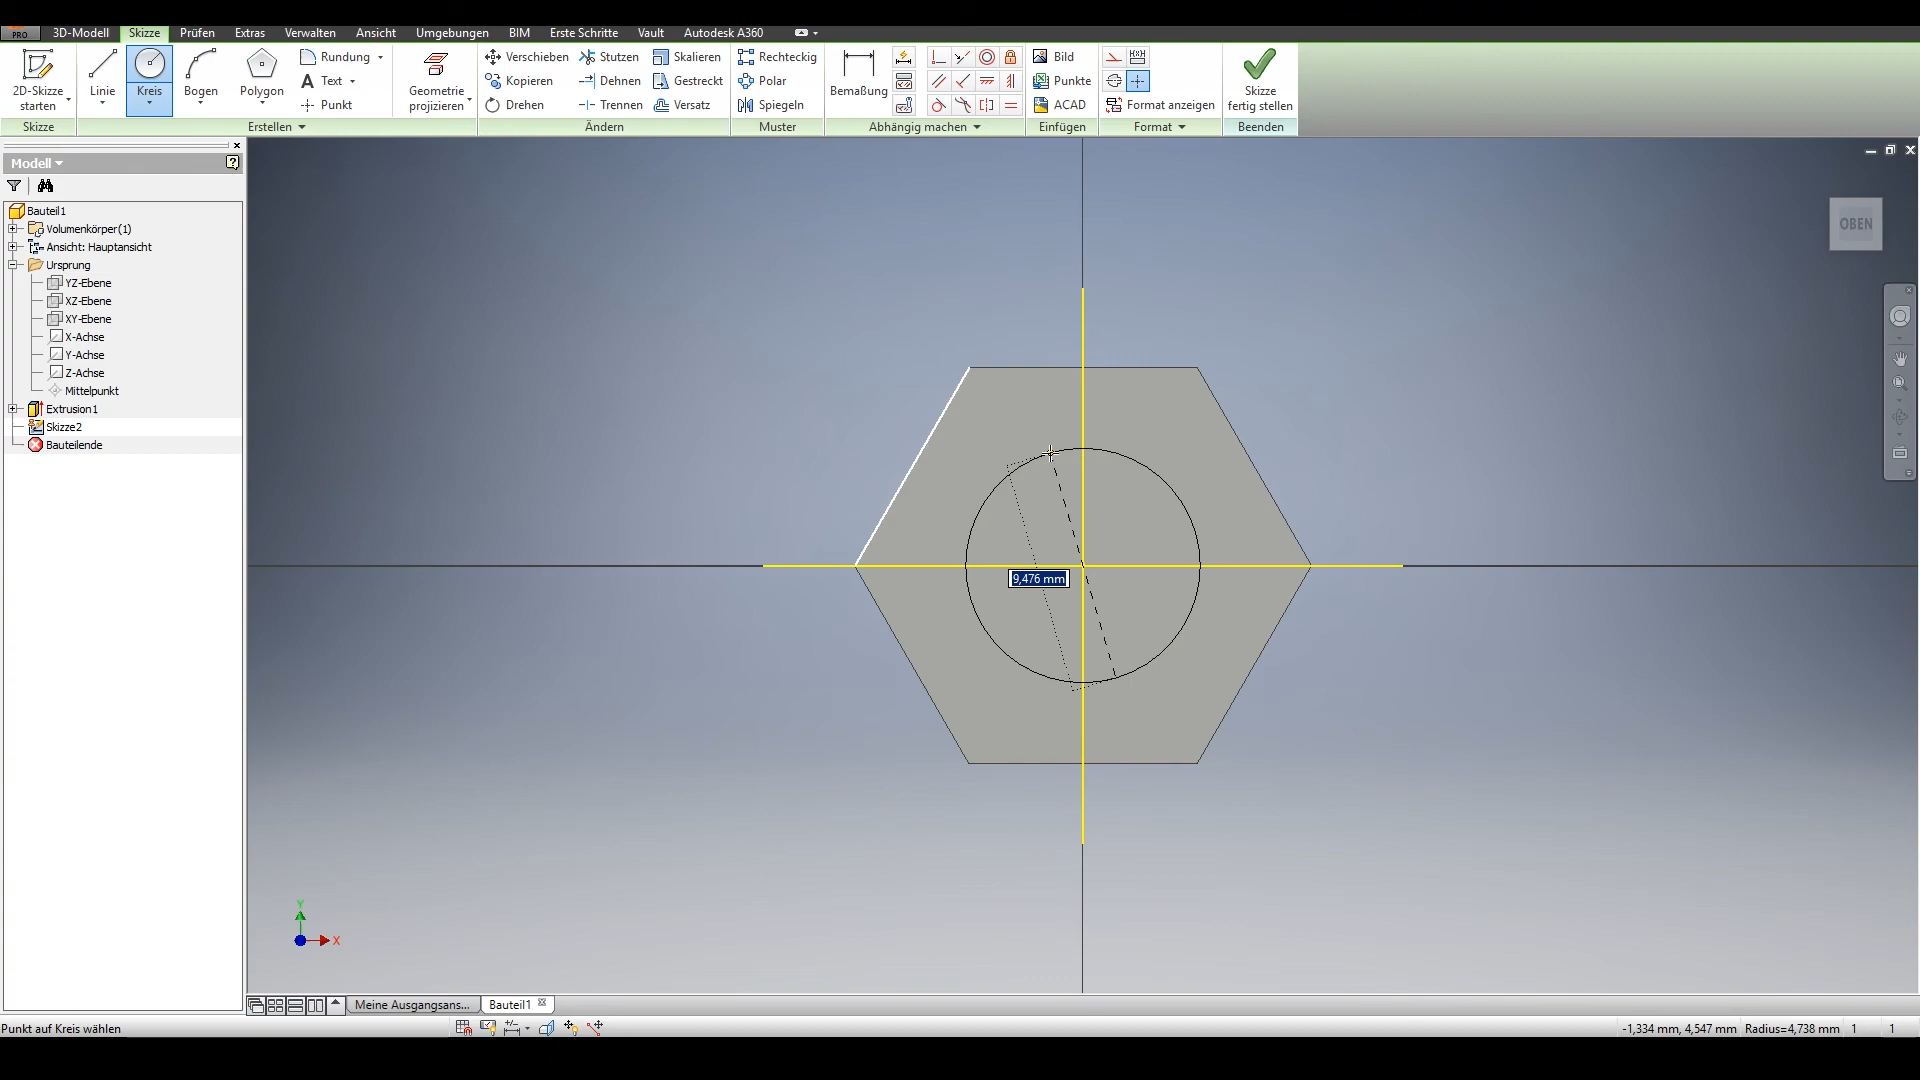 PRO 3D-Modell Skizze Prüfen Extras Verwalten Ansicht Umgebungen BIM Erste Schritte Vault Autodesk A360
2D-Skizze starten
Linie
Kreis
Bogen
Polygon
Rundung
Text
Punkt
Geometrie projizieren
Verschieben
Kopieren
Drehen
Stutzen
Dehnen
Trennen
Skalieren
Gestreckt
Versatz
Rechteckig
Polar
Spiegeln
Bemaßung
Bild
Punkte
ACAD
Format anzeigen
Skizze fertig stellen
Skizze Erstellen Ändern Muster Abhängig machen Einfügen Format Beenden
Modell
Bauteil1
Volumenkörper(1)
Ansicht: Hauptansicht
Ursprung
YZ-Ebene
XZ-Ebene
XY-Ebene
X-Achse
Y-Achse
Z-Achse
Mittelpunkt
Extrusion1
Skizze2
Bauteilende
OBEN
9,476 mm
Y
X
Meine Ausgangsans... Bauteil1
Punkt auf Kreis wählen -1,334 mm, 4,547 mm Radius=4,738 mm 1 1